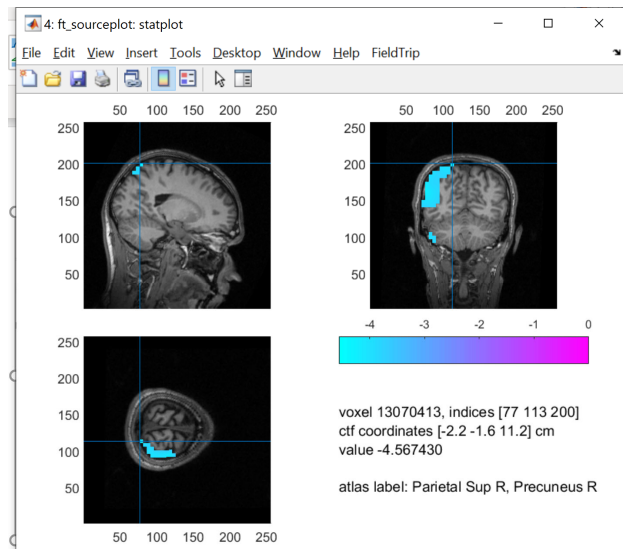 4: ft_sourceplot: statplot
File Edit View Insert Tools Desktop Window Help FieldTrip
50 100 150 200 250
250
200
150
100
50
50 100 150 200 250
250
200
150
100
50
-4 -3 -2 -1 0
250
200
150
100
50
50 100 150 200 250
voxel 13070413, indices [77 113 200]
ctf coordinates [-2.2 -1.6 11.2] cm
value -4.567430
atlas label: Parietal Sup R, Precuneus R